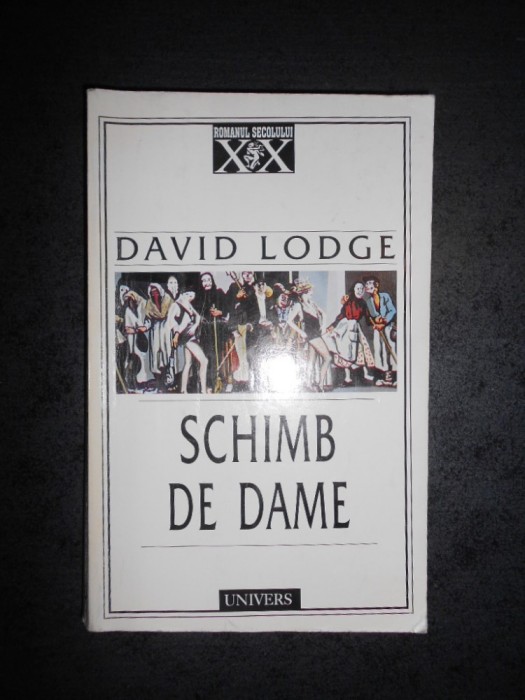 ROMANUL SECOLULUI
XX
DAVID LODGE
SCHIMB
DE DAME
UNIVERS